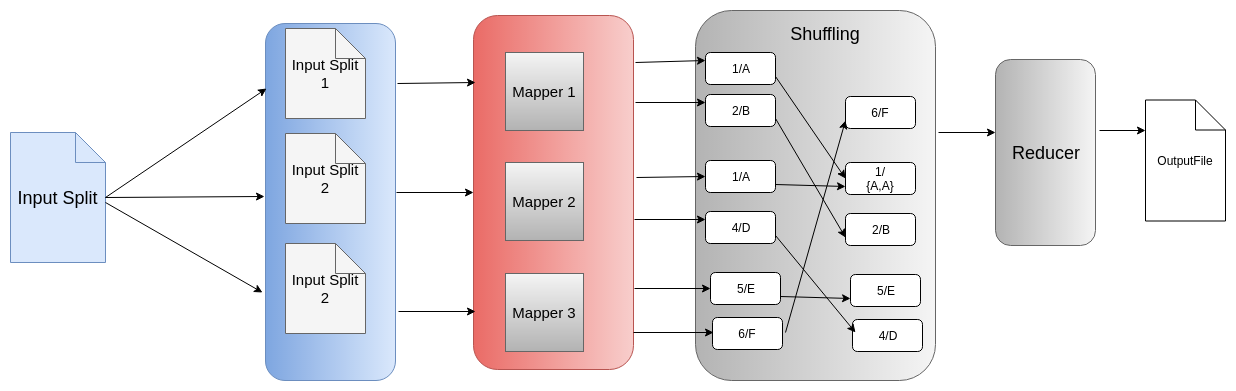 Input Split
Input Split
1
Input Split
2
Input Split
2
Mapper 1
Mapper 2
Mapper 3
Shuffling
1/A
2/B
1/A
4/D
5/E
6/F
6/F
1/
{A,A}
2/B
5/E
4/D
Reducer
OutputFile